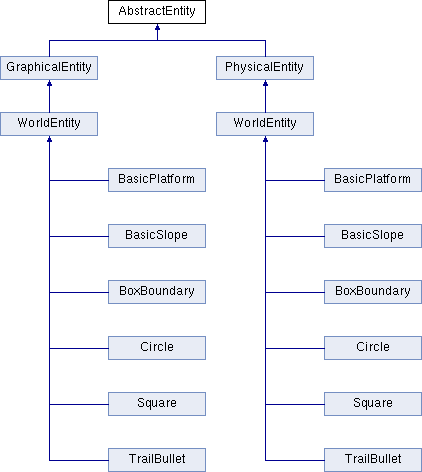 AbstractEntity
GraphicalEntity PhysicalEntity
WorldEntity WorldEntity
BasicPlatform BasicPlatform
BasicSlope BasicSlope
BoxBoundary BoxBoundary
Circle Circle
Square Square
TrailBullet TrailBullet